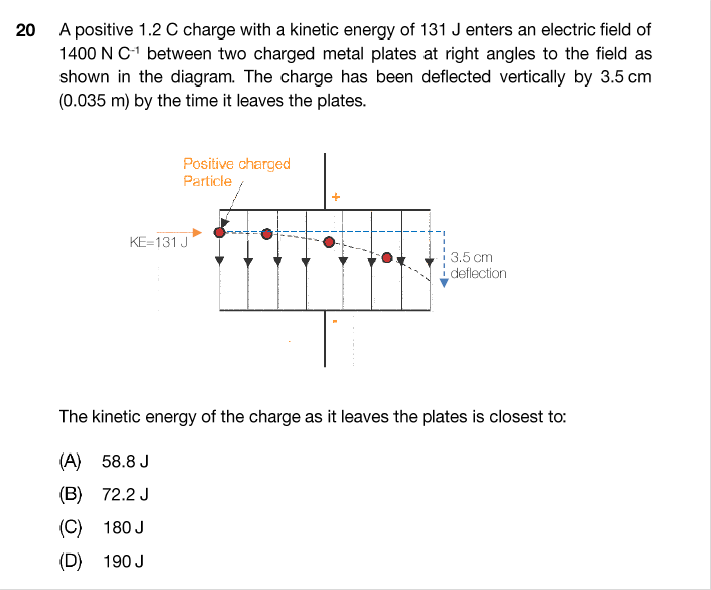 20 A positive 1.2 C charge with a kinetic energy of 131 J enters an electric field of
1400 N C⁻¹ between two charged metal plates at right angles to the field as
shown in the diagram. The charge has been deflected vertically by 3.5 cm
(0.035 m) by the time it leaves the plates.
Positive charged
Particle
+
KE=131 J
3.5 cm
deflection
-
The kinetic energy of the charge as it leaves the plates is closest to:
(A) 58.8 J
(B) 72.2 J
(C) 180 J
(D) 190 J